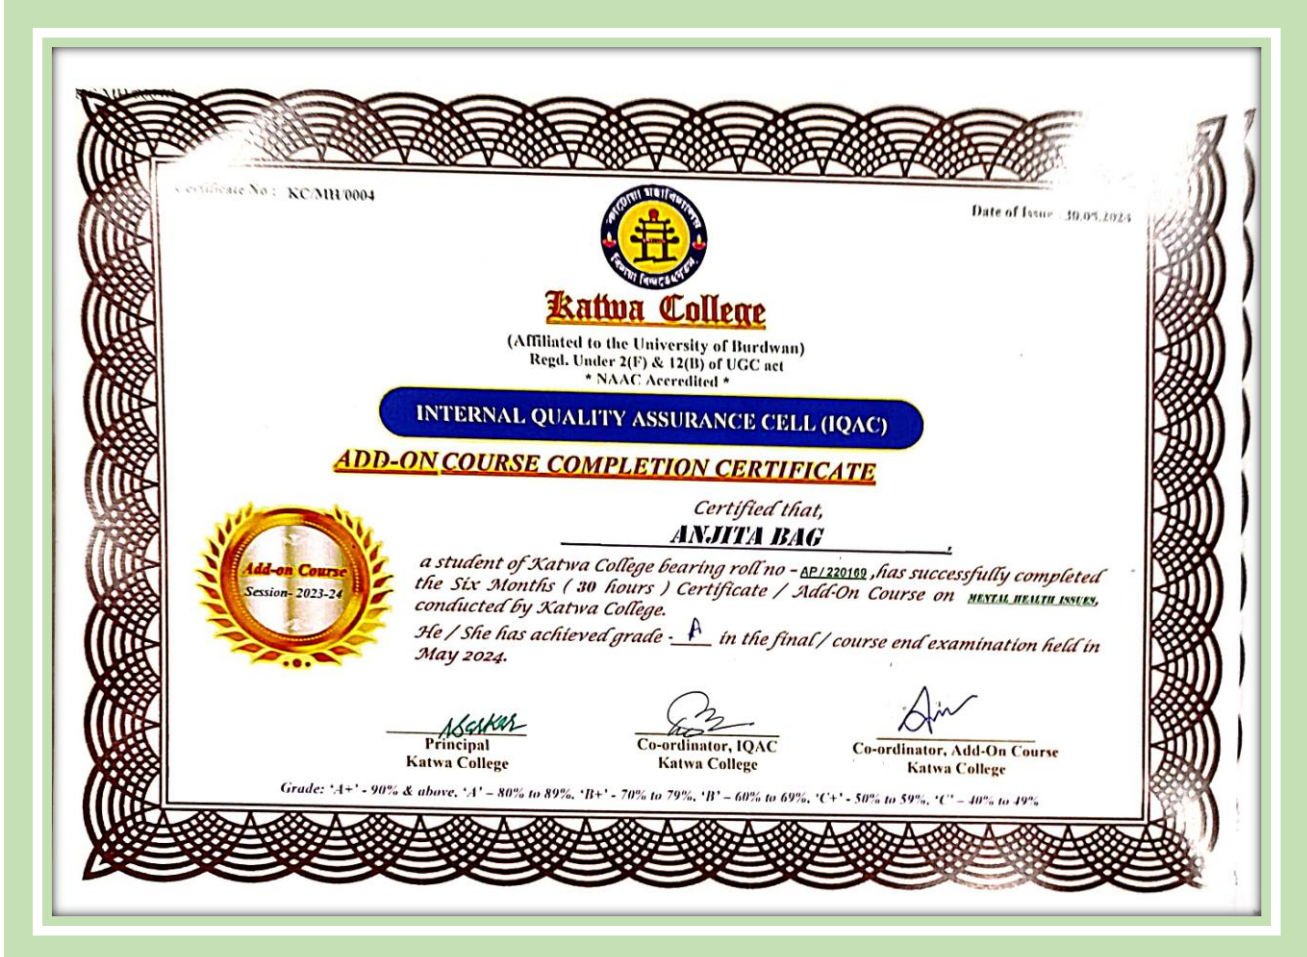 Certificate No : KC/MH/0004
Date of Issue : 30.05.2024
কাটোয়া মহাবিদ্যালয়
Katwa College
(Affiliated to the University of Burdwan)
Regd. Under 2(F) & 12(B) of UGC act
* NAAC Accredited *
INTERNAL QUALITY ASSURANCE CELL (IQAC)
ADD-ON COURSE COMPLETION CERTIFICATE
Certified that,
ANJITA BAG,
Add-on Course
Session- 2023-24
a student of Katwa College bearing roll no - AP/220169 ,has successfully completed
the Six Months ( 30 hours ) Certificate / Add-On Course on MENTAL HEALTH ISSUES,
conducted by Katwa College.
He / She has achieved grade - A in the final / course end examination held in
May 2024.
NSarkar
Principal
Katwa College
Co-ordinator, IQAC
Katwa College
Co-ordinator, Add-On Course
Katwa College
Grade: 'A+' - 90% & above, 'A' – 80% to 89%, 'B+' - 70% to 79%, 'B' – 60% to 69%, 'C+' - 50% to 59%, 'C' – 40% to 49%